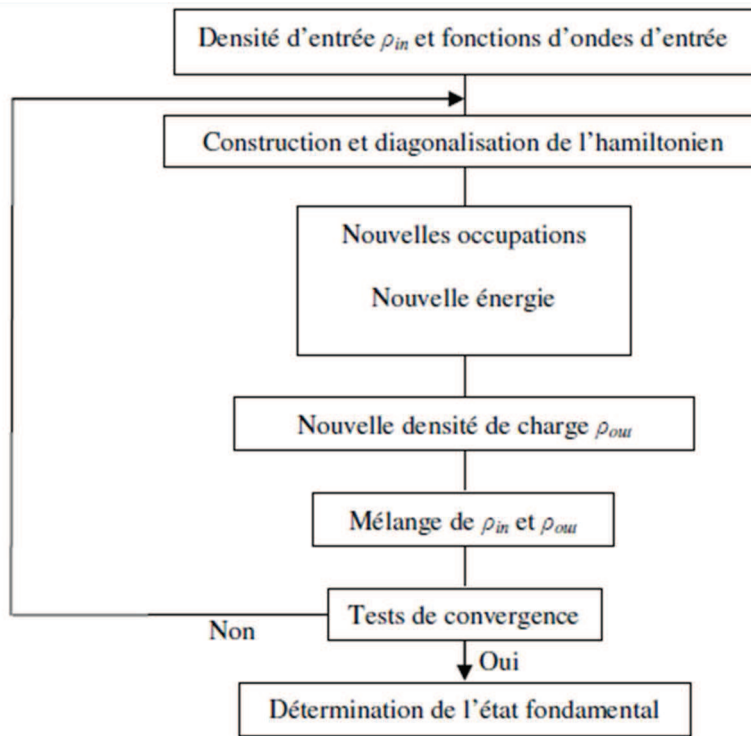 Densité d'entrée ρin et fonctions d'ondes d'entrée
Construction et diagonalisation de l'hamiltonien
Nouvelles occupations
Nouvelle énergie
Nouvelle densité de charge ρout
Mélange de ρin et ρout
Tests de convergence
Non
Oui
Détermination de l'état fondamental